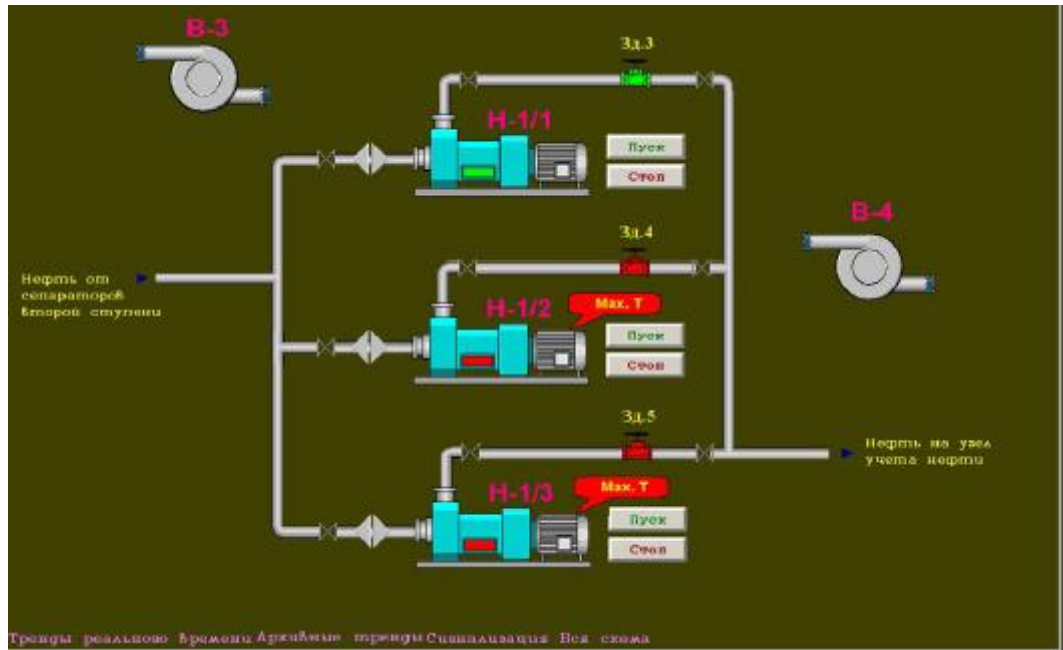 В-3
Зд.3
Н-1/1
Пуск
Стоп
В-4
Зд.4
Нефть от
сепараторов
второй ступени
Н-1/2
Max. T
Пуск
Стоп
Зд.5
Нефть на узел
учета нефти
Н-1/3
Max. T
Пуск
Стоп
Тренды реального времени Архивные тренды Сигнализация Вся схема